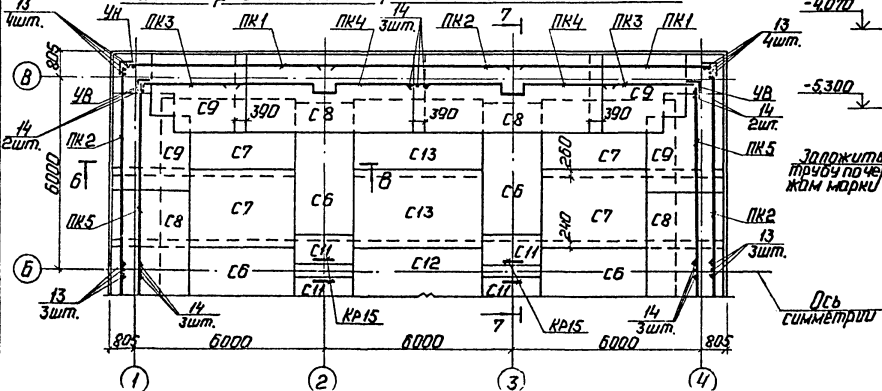 13
4шт.
УН
ПК3
ПК1
ПК4
14
3шт.
ПК2
7
ПК4
ПК3
ПК1
13
4шт.
-4,070
805
В
УВ
14
2шт.
С9
390
С8
390
С8
390
С9
УВ
14
2шт.
-5,300
ПК2
С9
С7
С13
С7
С9
ПК5
6000
6
8
260
Заложить
трубу по чер-
жам марки
С8
С7
С13
С6
С6
С7
С8
ПК5
240
ПК2
С11
С11
13
3шт.
Б
С6
С12
С6
С11
С11
13
3шт.
14
3шт.
КР15
7
КР15
14
3шт.
Ось
симметрии
805
6000
6000
6000
805
1
2
3
4